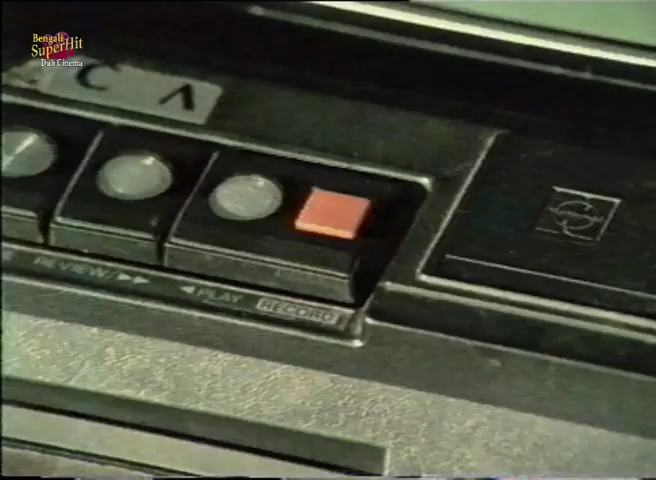 Bengali
SuperHit
Dub Cinema
C A
REVIEW/▶▶
◀PLAY RECORD